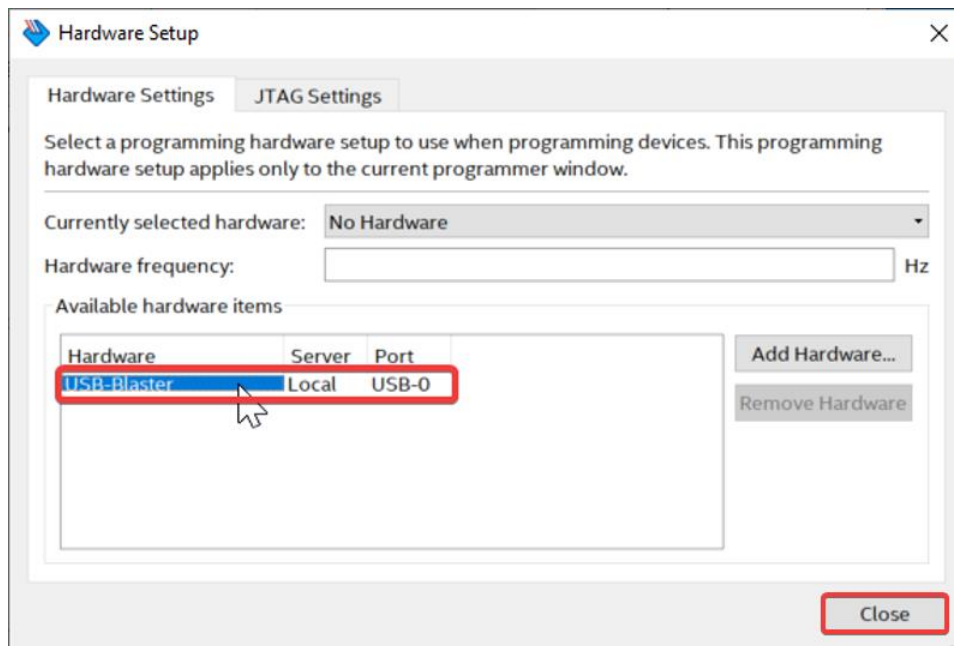 Hardware Setup
Hardware Settings JTAG Settings
Select a programming hardware setup to use when programming devices. This programming
hardware setup applies only to the current programmer window.
Currently selected hardware: No Hardware
Hardware frequency: Hz
Available hardware items
Hardware Server Port Add Hardware...
USB-Blaster Local USB-0
Remove Hardware
Close